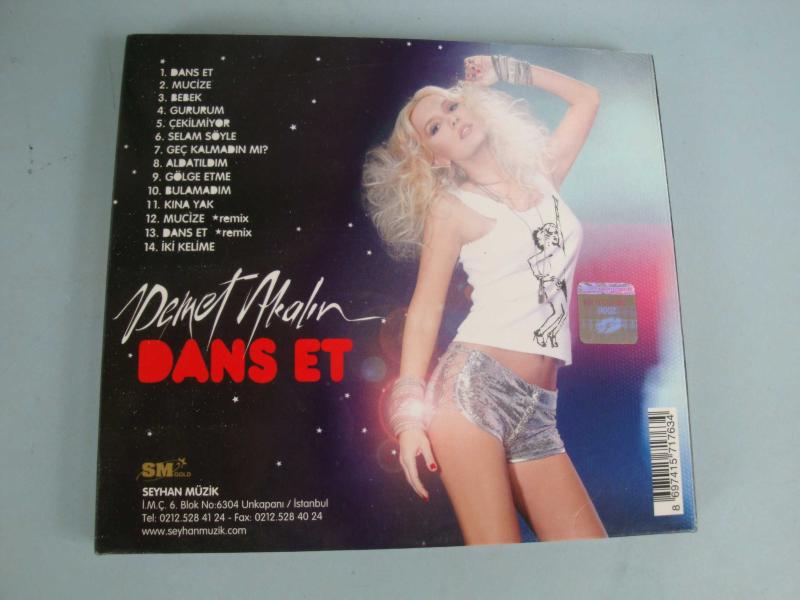 1. DANS ET
2. MUCİZE
3. BEBEK
4. GURURUM
5. ÇEKİLMİYOR
6. SELAM SÖYLE
7. GEÇ KALMADIN MI?
8. ALDATILDIM
9. GÖLGE ETME
10. BULAMADIM
11. KINA YAK
12. MUCİZE ★remix
13. DANS ET ★remix
14. İKİ KELİME
Demet Akalın
DANS ET
SM GOLD
SEYHAN MÜZİK
İ.M.Ç. 6. Blok No:6304 Unkapanı / İstanbul
Tel: 0212.528 41 24 - Fax: 0212.528 40 24
www.seyhanmuzik.com
8 697415 717634